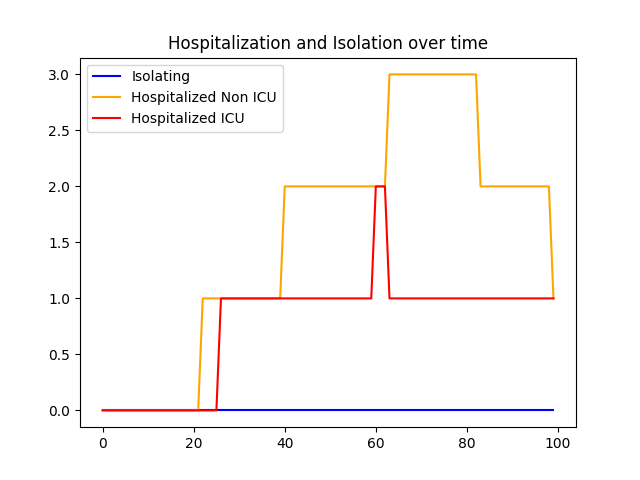 Hospitalization and Isolation over time
Isolating
Hospitalized Non ICU
Hospitalized ICU
3.0
2.5
2.0
1.5
1.0
0.5
0.0
0 20 40 60 80 100